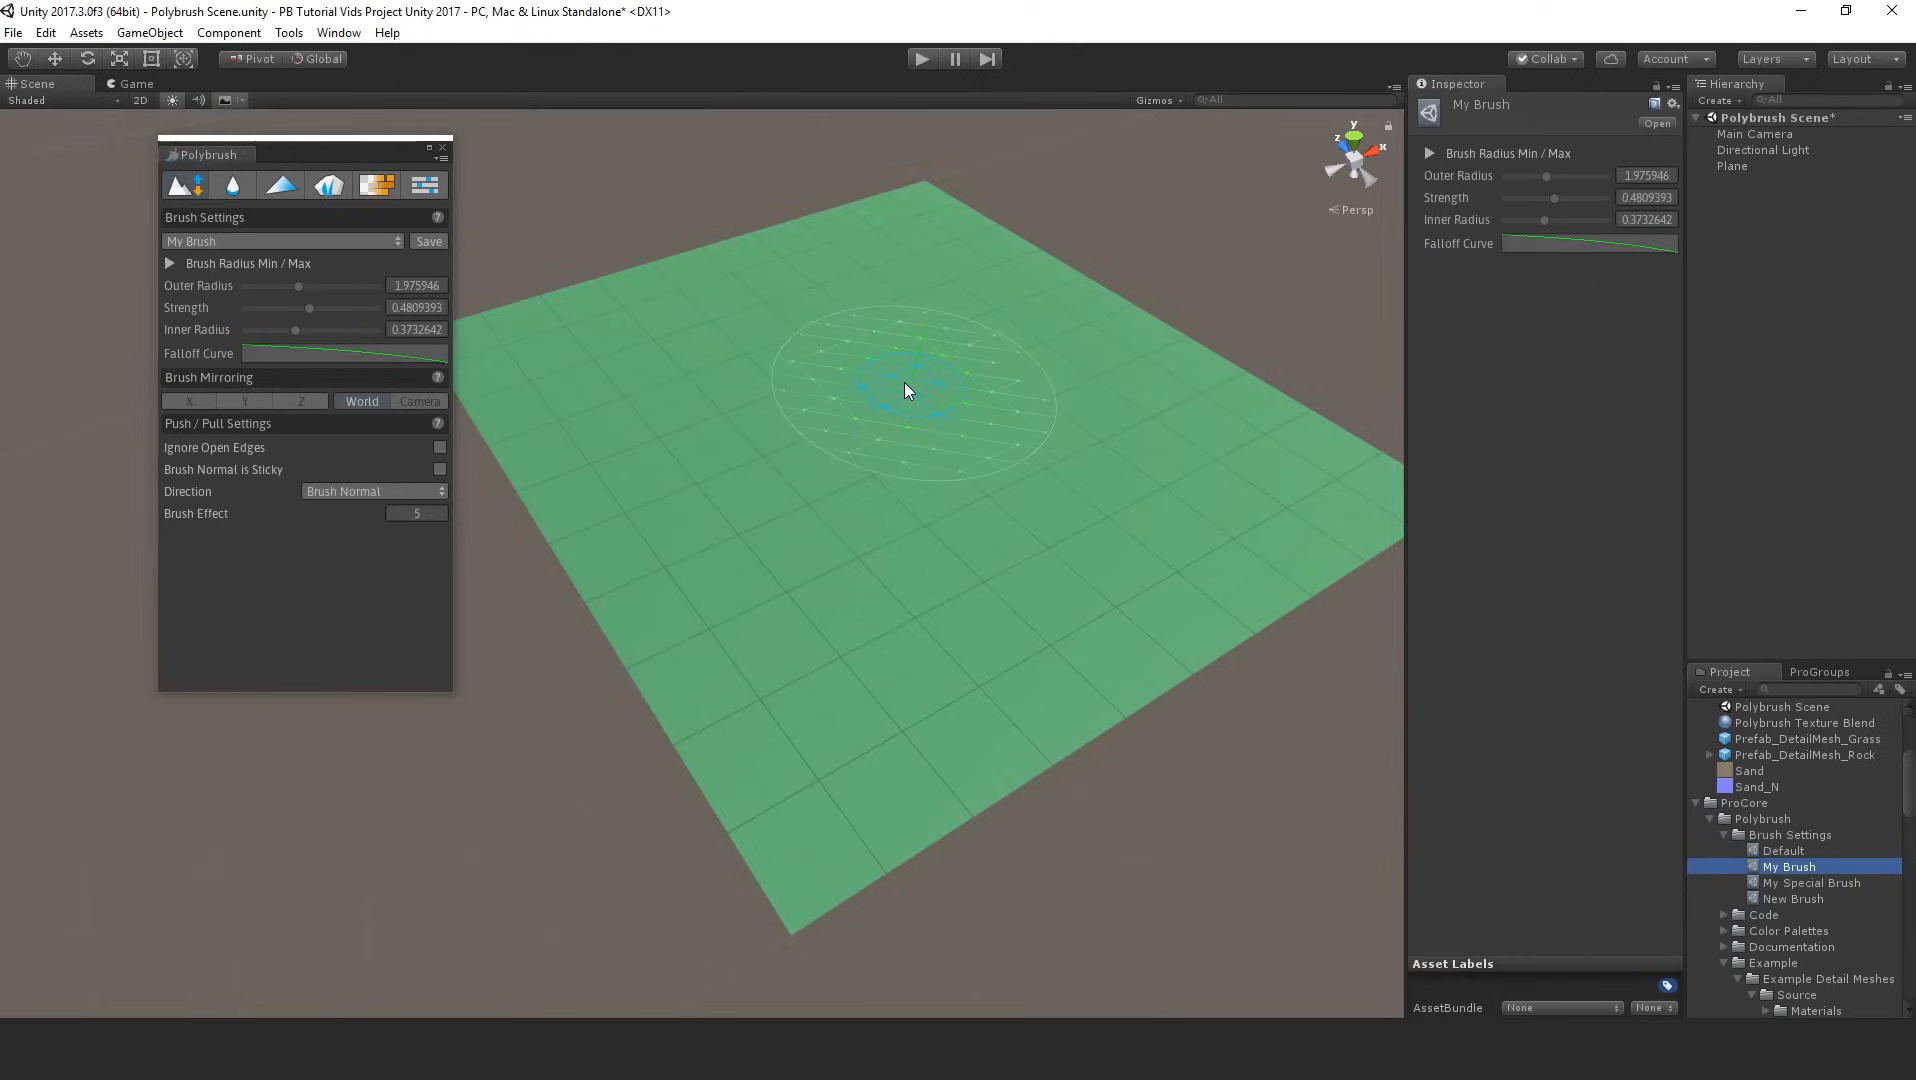 Unity 2017.3.0f3 (64bit) - Polybrush Scene.unity - PB Tutorial Vids Project Unity 2017 - PC, Mac & Linux Standalone* <DX11>
File Edit Assets GameObject Component Tools Window Help
Pivot Global Collab Account Layers Layout
Scene Game
Shaded 2D Gizmos All
Polybrush
Brush Settings ?
My Brush Save
Brush Radius Min / Max
Outer Radius 1.975946
Strength 0.4809393
Inner Radius 0.3732642
Falloff Curve
Brush Mirroring ?
X Y Z World Camera
Push / Pull Settings ?
Ignore Open Edges
Brush Normal is Sticky
Direction Brush Normal
Brush Effect 5
y
z x
Persp
Inspector
My Brush
Open
Brush Radius Min / Max
Outer Radius 1.975946
Strength 0.4809393
Inner Radius 0.3732642
Falloff Curve
Asset Labels
AssetBundle None None
Hierarchy
Create All
Polybrush Scene*
Main Camera
Directional Light
Plane
Project ProGroups
Create
Polybrush Scene
Polybrush Texture Blend
Prefab_DetailMesh_Grass
Prefab_DetailMesh_Rock
Sand
Sand_N
ProCore
Polybrush
Brush Settings
Default
My Brush
My Special Brush
New Brush
Code
Color Palettes
Documentation
Example
Example Detail Meshes
Source
Materials